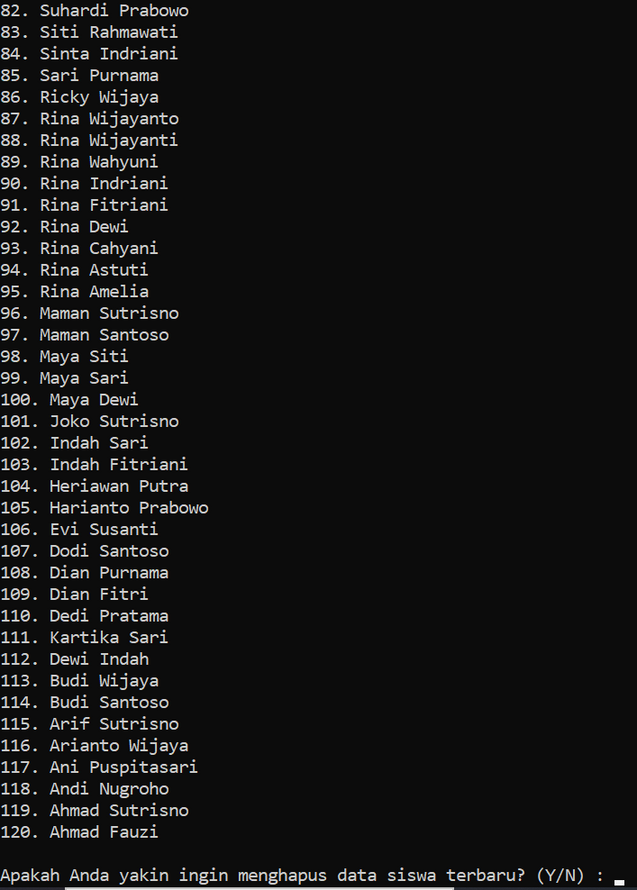 82. Suhardi Prabowo
83. Siti Rahmawati
84. Sinta Indriani
85. Sari Purnama
86. Ricky Wijaya
87. Rina Wijayanto
88. Rina Wijayanti
89. Rina Wahyuni
90. Rina Indriani
91. Rina Fitriani
92. Rina Dewi
93. Rina Cahyani
94. Rina Astuti
95. Rina Amelia
96. Maman Sutrisno
97. Maman Santoso
98. Maya Siti
99. Maya Sari
100. Maya Dewi
101. Joko Sutrisno
102. Indah Sari
103. Indah Fitriani
104. Heriawan Putra
105. Harianto Prabowo
106. Evi Susanti
107. Dodi Santoso
108. Dian Purnama
109. Dian Fitri
110. Dedi Pratama
111. Kartika Sari
112. Dewi Indah
113. Budi Wijaya
114. Budi Santoso
115. Arif Sutrisno
116. Arianto Wijaya
117. Ani Puspitasari
118. Andi Nugroho
119. Ahmad Sutrisno
120. Ahmad Fauzi
Apakah Anda yakin ingin menghapus data siswa terbaru? (Y/N) :